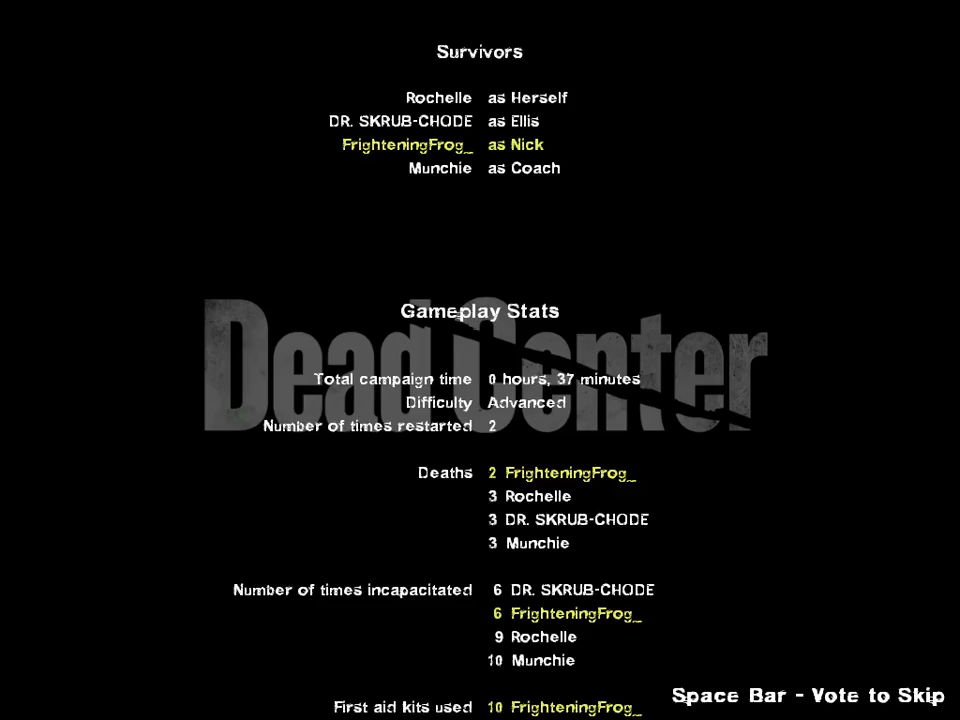 Survivors
Rochelle as Herself
DR. SKRUB-CHODE as Ellis
FrighteningFrog_ as Nick
Munchie as Coach
Gameplay Stats
Dead Center
Total campaign time 0 hours, 37 minutes
Difficulty Advanced
Number of times restarted 2
Deaths 2 FrighteningFrog_
3 Rochelle
3 DR. SKRUB-CHODE
3 Munchie
Number of times incapacitated 6 DR. SKRUB-CHODE
6 FrighteningFrog_
9 Rochelle
10 Munchie
First aid kits used 10 FrighteningFrog_
Space Bar - Vote to Skip